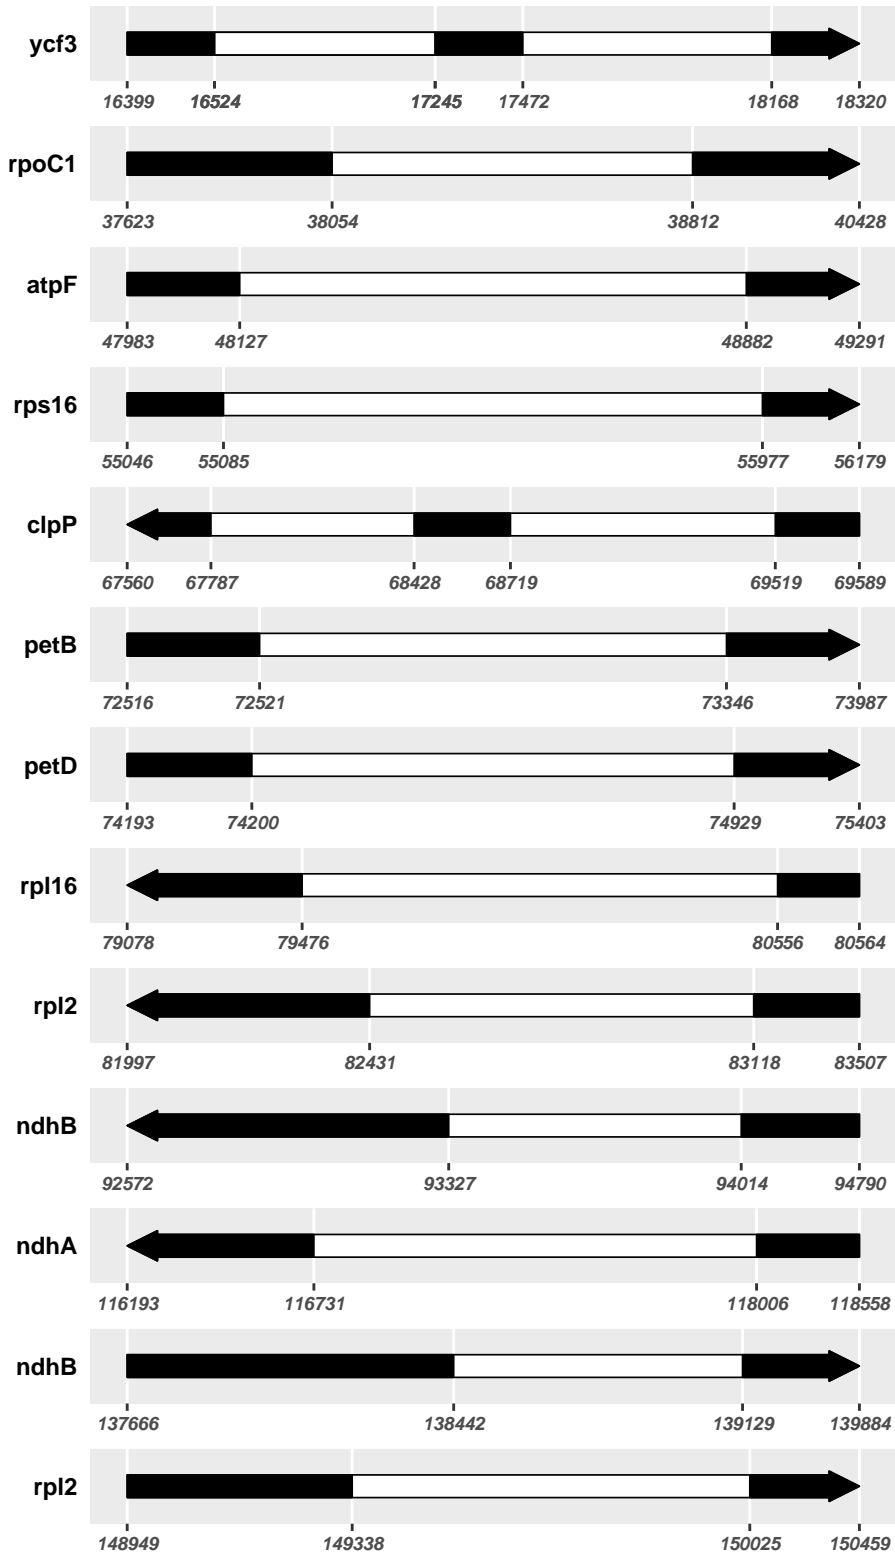 ycf3
16399 16524 17245 17472 18168 18320
rpoC1
37623 38054 38812 40428
atpF
47983 48127 48882 49291
rps16
55046 55085 55977 56179
clpP
67560 67787 68428 68719 69519 69589
petB
72516 72521 73346 73987
petD
74193 74200 74929 75403
rpl16
79078 79476 80556 80564
rpl2
81997 82431 83118 83507
ndhB
92572 93327 94014 94790
ndhA
116193 116731 118006 118558
ndhB
137666 138442 139129 139884
rpl2
148949 149338 150025 150459